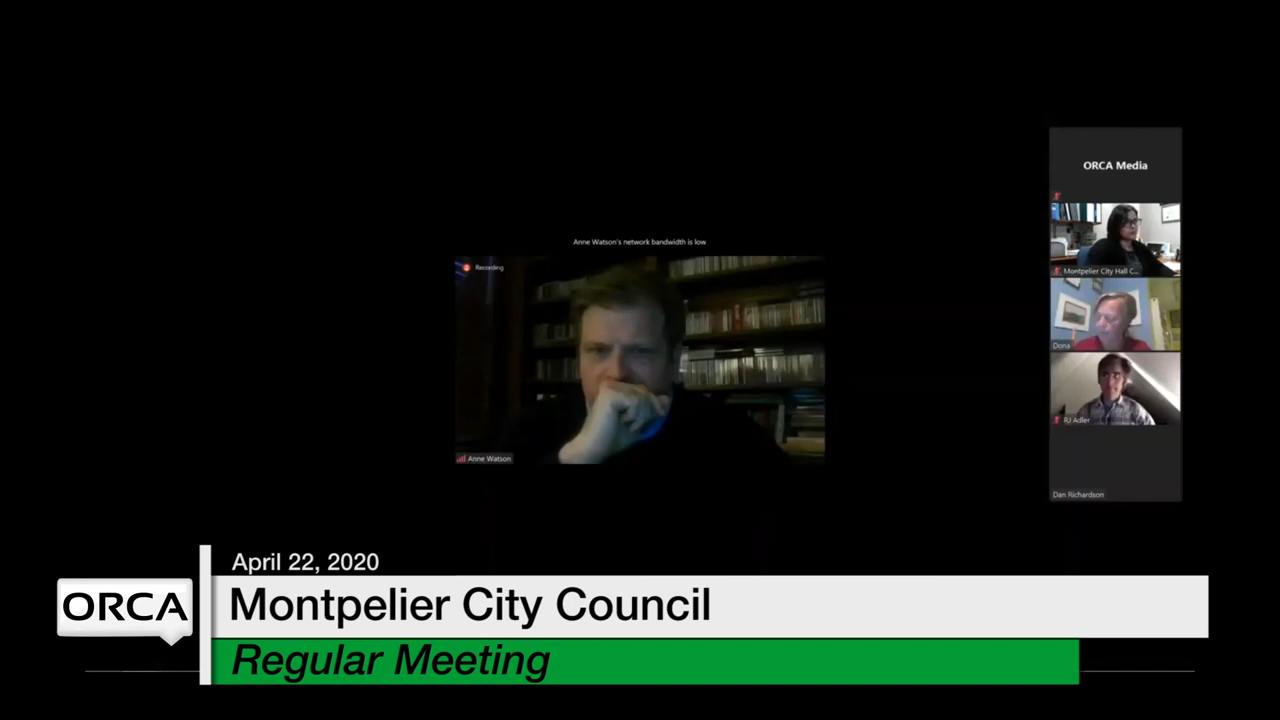 ORCA Media
Anne Watson's network bandwidth is low
Recording
Montpelier City Hall C...
Dona
RJ Adler
Anne Watson
Dan Richardson
April 22, 2020
ORCA
Montpelier City Council
Regular Meeting